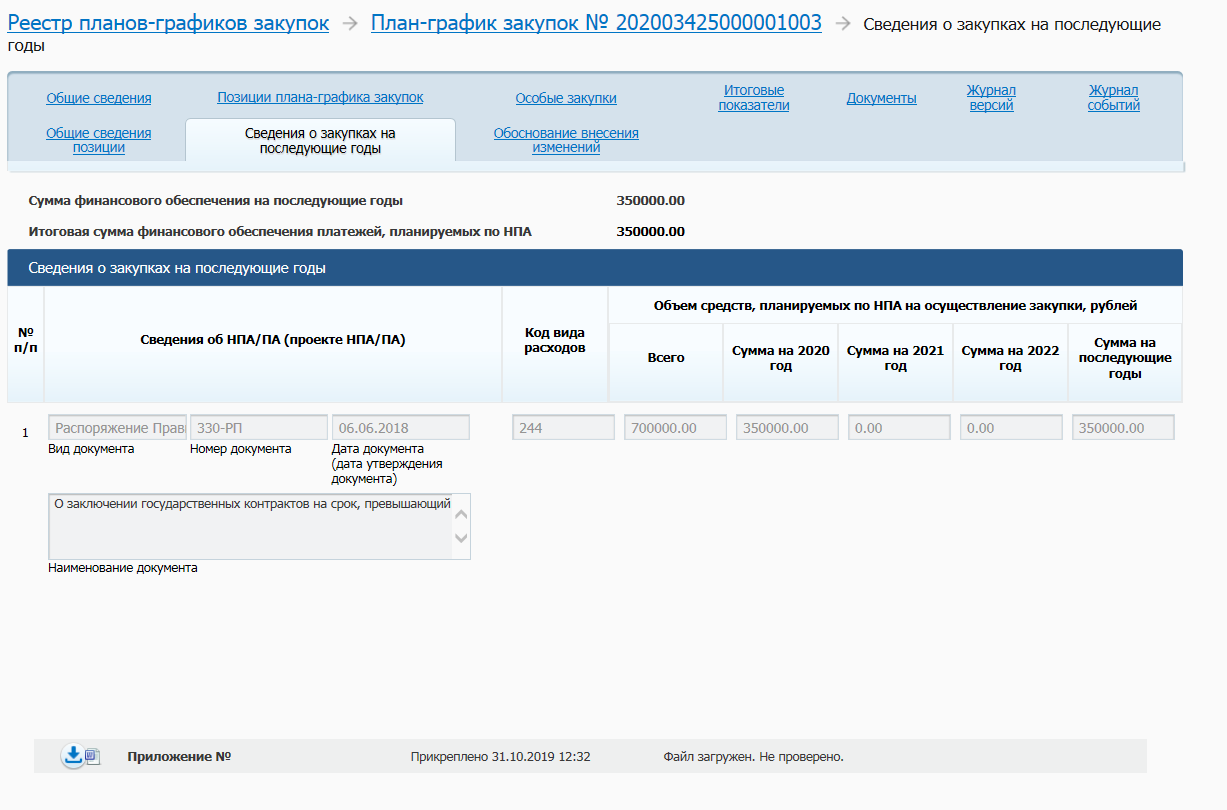 Реестр планов-графиков закупок → План-график закупок № 202003425000001003 → Сведения о закупках на последующие
годы
Общие сведения
Позиции плана-графика закупок
Особые закупки
Итоговые
показатели
Документы
Журнал
версий
Журнал
событий
Общие сведения
позиции
Сведения о закупках на
последующие годы
Обоснование внесения
изменений
Сумма финансового обеспечения на последующие годы 350000.00
Итоговая сумма финансового обеспечения платежей, планируемых по НПА 350000.00
Сведения о закупках на последующие годы
№
п/п
Сведения об НПА/ПА (проекте НПА/ПА)
Код вида
расходов
Объем средств, планируемых по НПА на осуществление закупки, рублей
Всего
Сумма на 2020
год
Сумма на 2021
год
Сумма на 2022
год
Сумма на
последующие
годы
1 Распоряжение Прав 330-РП 06.06.2018 244 700000.00 350000.00 0.00 0.00 350000.00
Вид документа
Номер документа
Дата документа
(дата утверждения
документа)
О заключении государственных контрактов на срок, превышающий
Наименование документа
Приложение № Прикреплено 31.10.2019 12:32 Файл загружен. Не проверено.